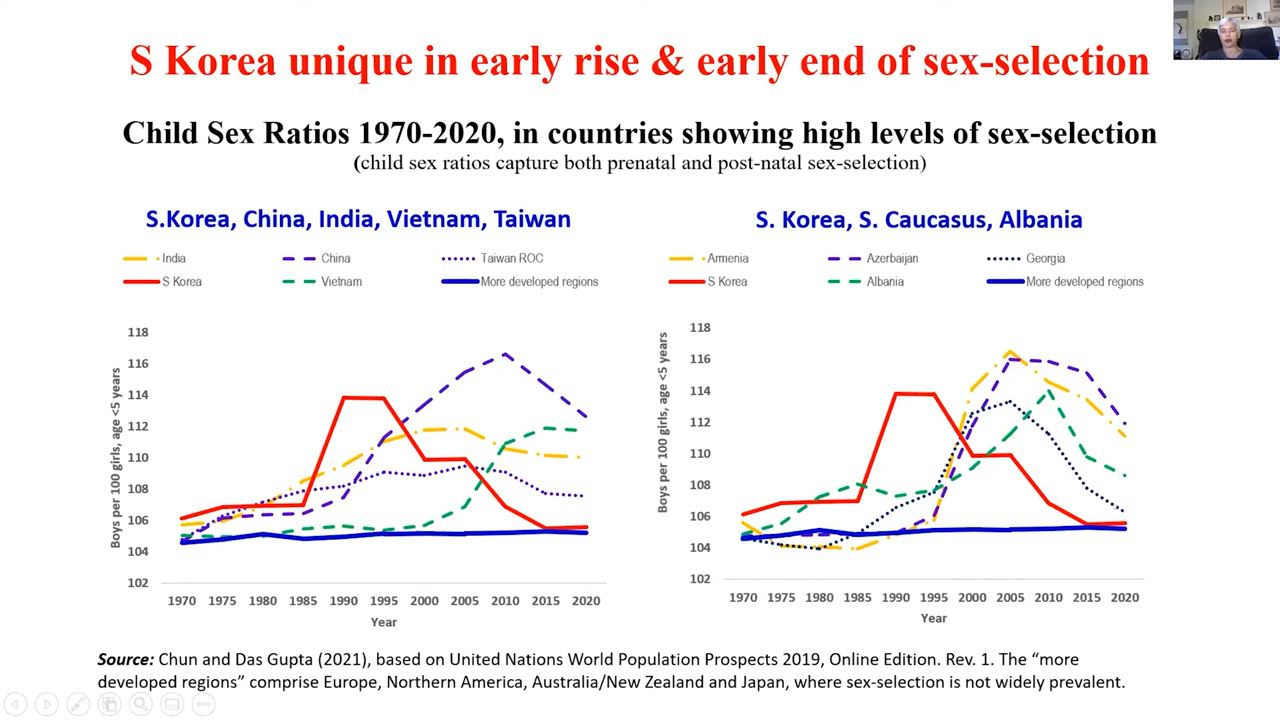 S Korea unique in early rise & early end of sex-selection
Child Sex Ratios 1970-2020, in countries showing high levels of sex-selection
(child sex ratios capture both prenatal and post-natal sex-selection)
S.Korea, China, India, Vietnam, Taiwan
India China Taiwan ROC
S Korea Vietnam More developed regions
Boys per 100 girls, age <5 years
118
116
114
112
110
108
106
104
102
1970 1975 1980 1985 1990 1995 2000 2005 2010 2015 2020
Year
S. Korea, S. Caucasus, Albania
Armenia Azerbaijan Georgia
S Korea Albania More developed regions
Boys per 100 girls, age <5 years
118
116
114
112
110
108
106
104
102
1970 1975 1980 1985 1990 1995 2000 2005 2010 2015 2020
Year
Source: Chun and Das Gupta (2021), based on United Nations World Population Prospects 2019, Online Edition. Rev. 1. The “more
developed regions” comprise Europe, Northern America, Australia/New Zealand and Japan, where sex-selection is not widely prevalent.